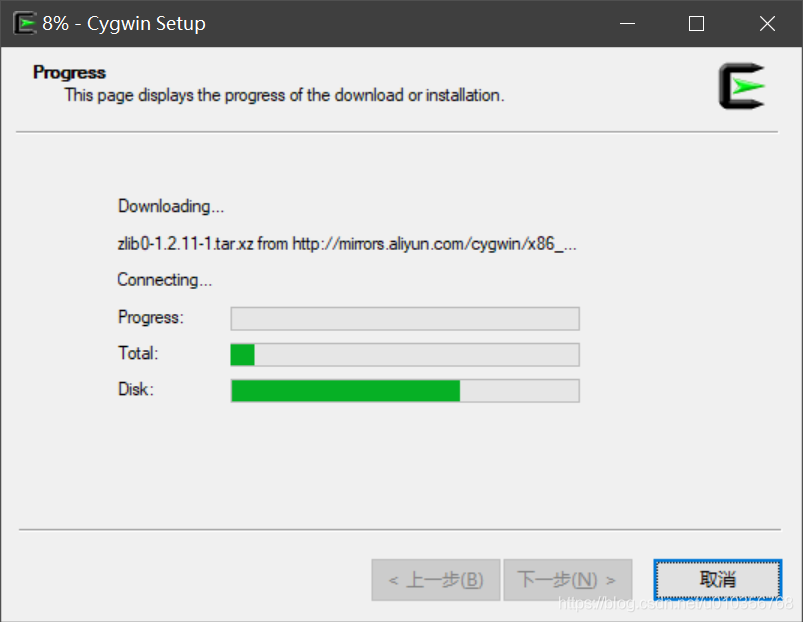 8% - Cygwin Setup
Progress
This page displays the progress of the download or installation.
Downloading...
zlib0-1.2.11-1.tar.xz from http://mirrors.aliyun.com/cygwin/x86_...
Connecting...
Progress:
Total:
Disk:
< 上一步(B)
下一步(N) >
取消
https://blog.csdn.net/u010356768